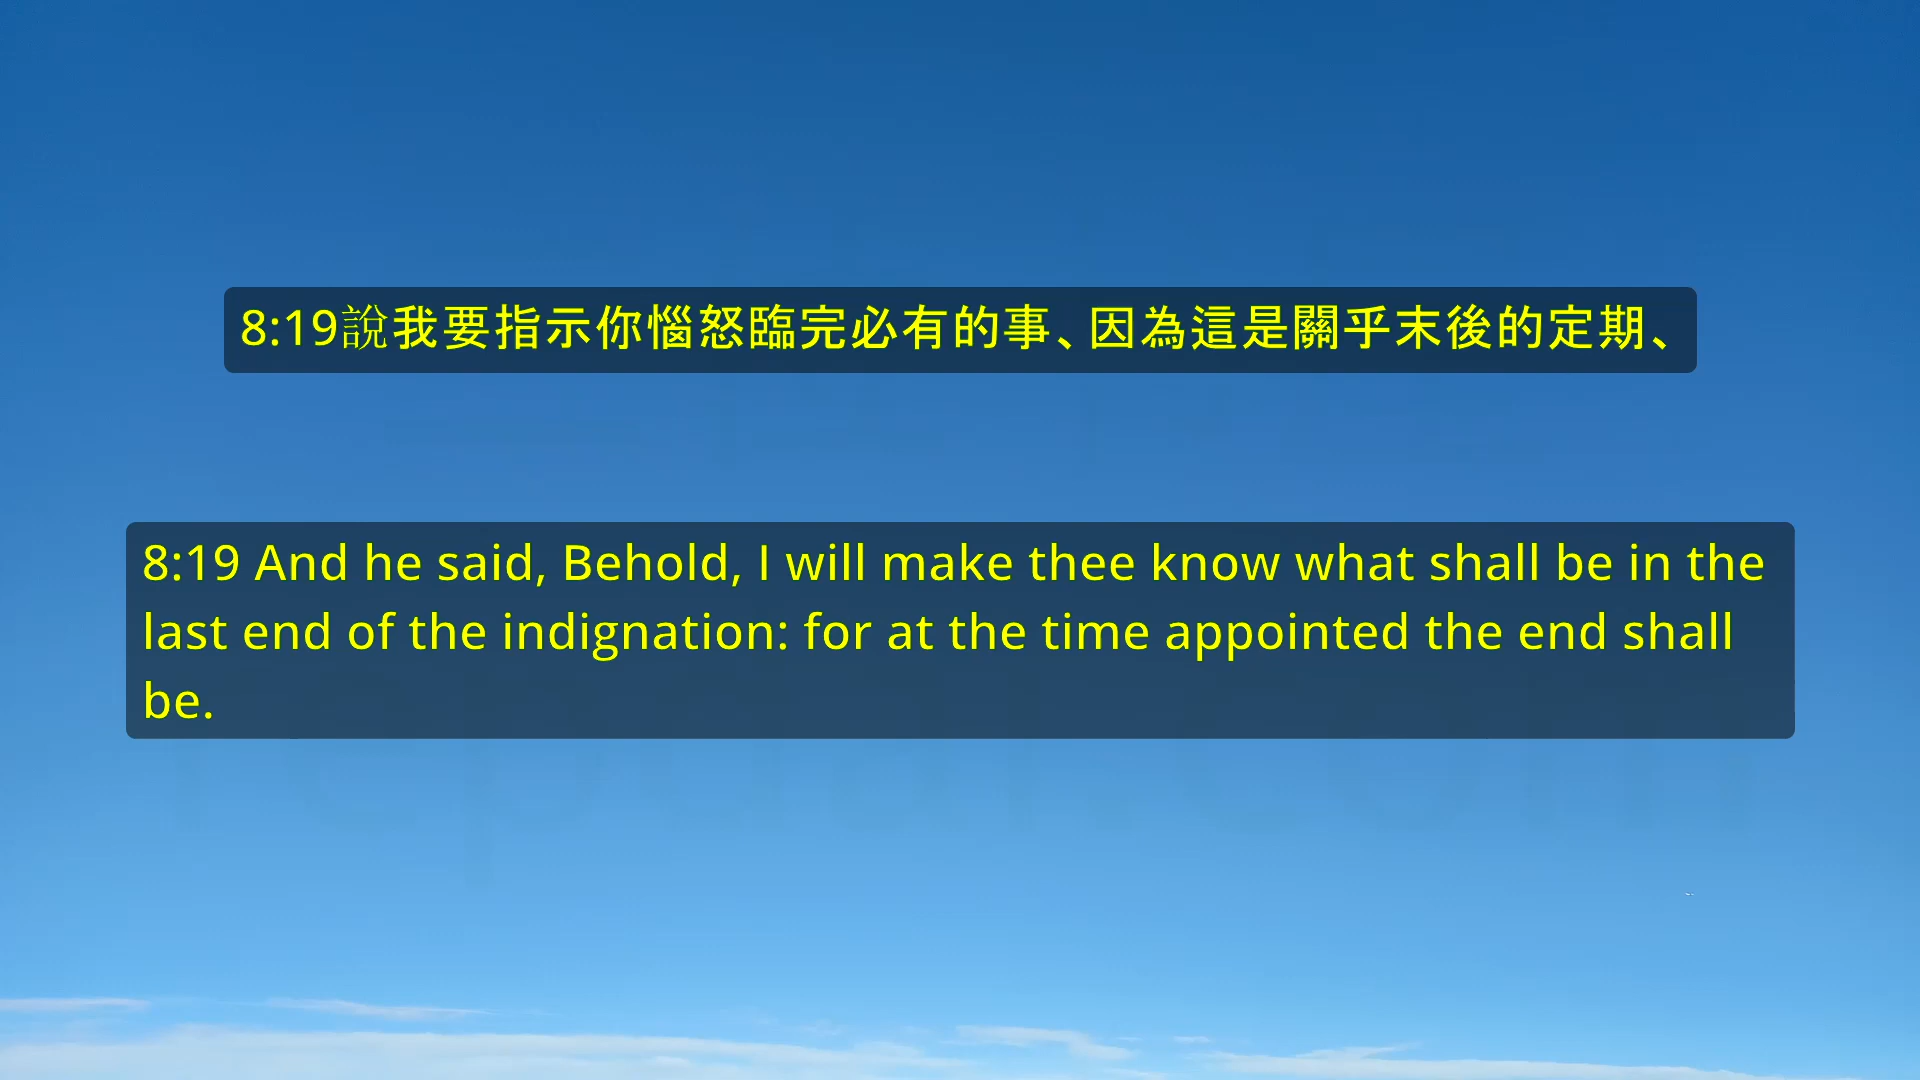 8:19說我要指示你惱怒臨完必有的事、因為這是關乎末後的定期、
8:19 And he said, Behold, I will make thee know what shall be in the
last end of the indignation: for at the time appointed the end shall
be.